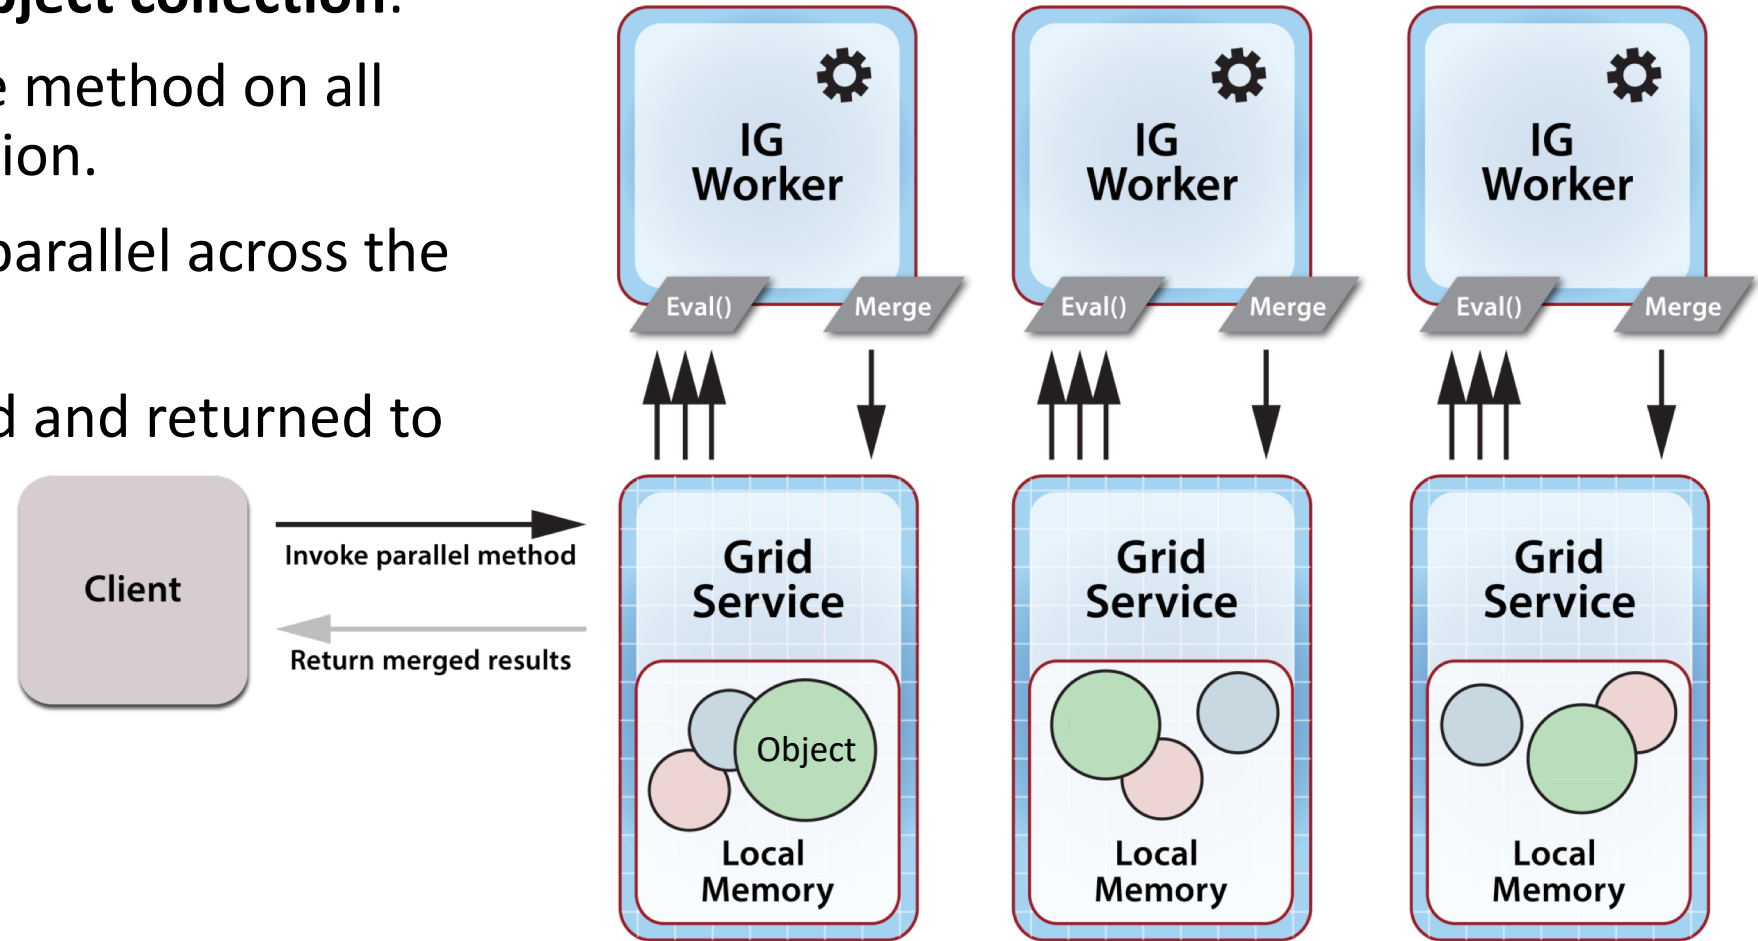 object collection.
e method on all
ion.
parallel across the
d and returned to
IG
Worker
Eval()
Merge
IG
Worker
Eval()
Merge
IG
Worker
Eval()
Merge
Client
Invoke parallel method
Return merged results
Grid
Service
Object
Local
Memory
Grid
Service
Local
Memory
Grid
Service
Local
Memory